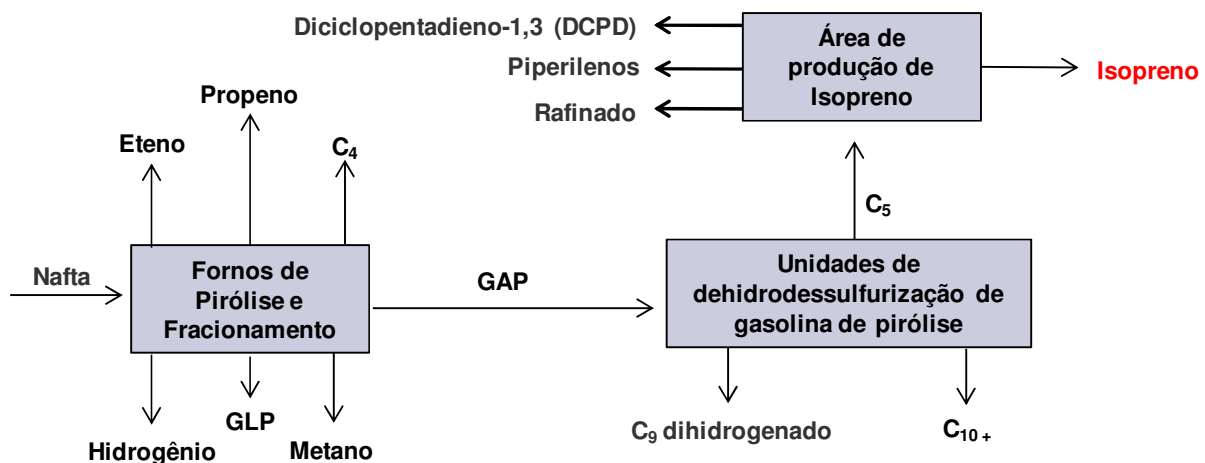 Diciclopentadieno-1,3 (DCPD)
Piperilenos
Rafinado
Área de
produção de
Isopreno
Isopreno
Propeno
Eteno
C4
C5
Nafta
Fornos de
Pirólise e
Fracionamento
GAP
Unidades de
dehidrodessulfurização de
gasolina de pirólise
Hidrogênio
GLP
Metano
C9 dihidrogenado
C10 +